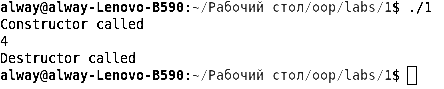 alway@alway-Lenovo-B590:~/Рабочий стол/oop/labs/1$ ./1
Constructor called
4
Destructor called
alway@alway-Lenovo-B590:~/Рабочий стол/oop/labs/1$